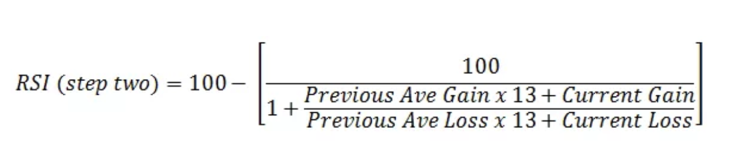 RSI (step two) = 100 − [100 / (1 + (Previous Ave Gain x 13 + Current Gain) / (Previous Ave Loss x 13 + Current Loss))]